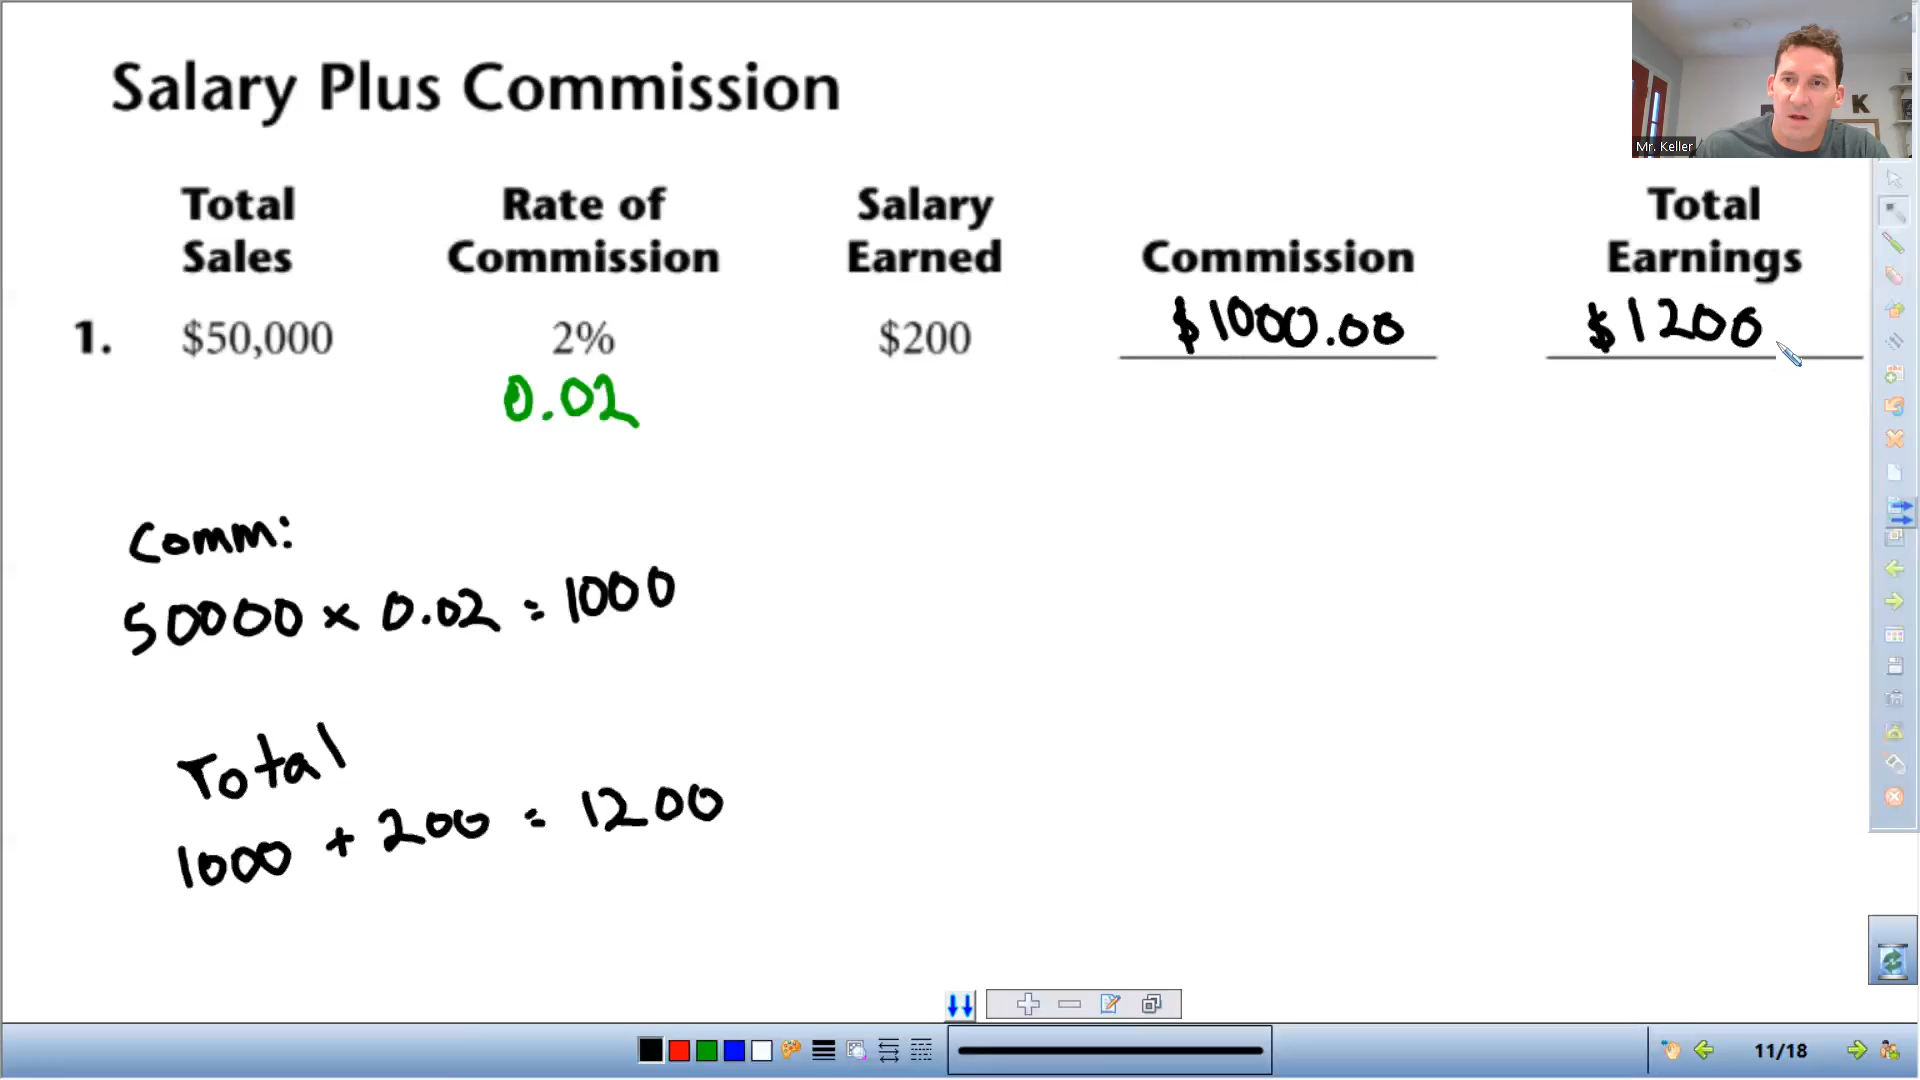 Salary Plus Commission
K
Mr. Keller
Total Sales
Rate of Commission
Salary Earned
Commission
Total Earnings
1. $50,000 2% $200 $1000.00 $1200
0.02
Comm:
50000 x 0.02 = 1000
Total
1000 + 200 = 1200
11/18